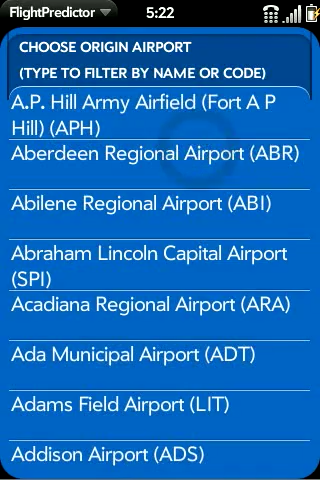 FlightPredictor 5:22
CHOOSE ORIGIN AIRPORT
(TYPE TO FILTER BY NAME OR CODE)
A.P. Hill Army Airfield (Fort A P
Hill) (APH)
Aberdeen Regional Airport (ABR)
Abilene Regional Airport (ABI)
Abraham Lincoln Capital Airport
(SPI)
Acadiana Regional Airport (ARA)
Ada Municipal Airport (ADT)
Adams Field Airport (LIT)
Addison Airport (ADS)